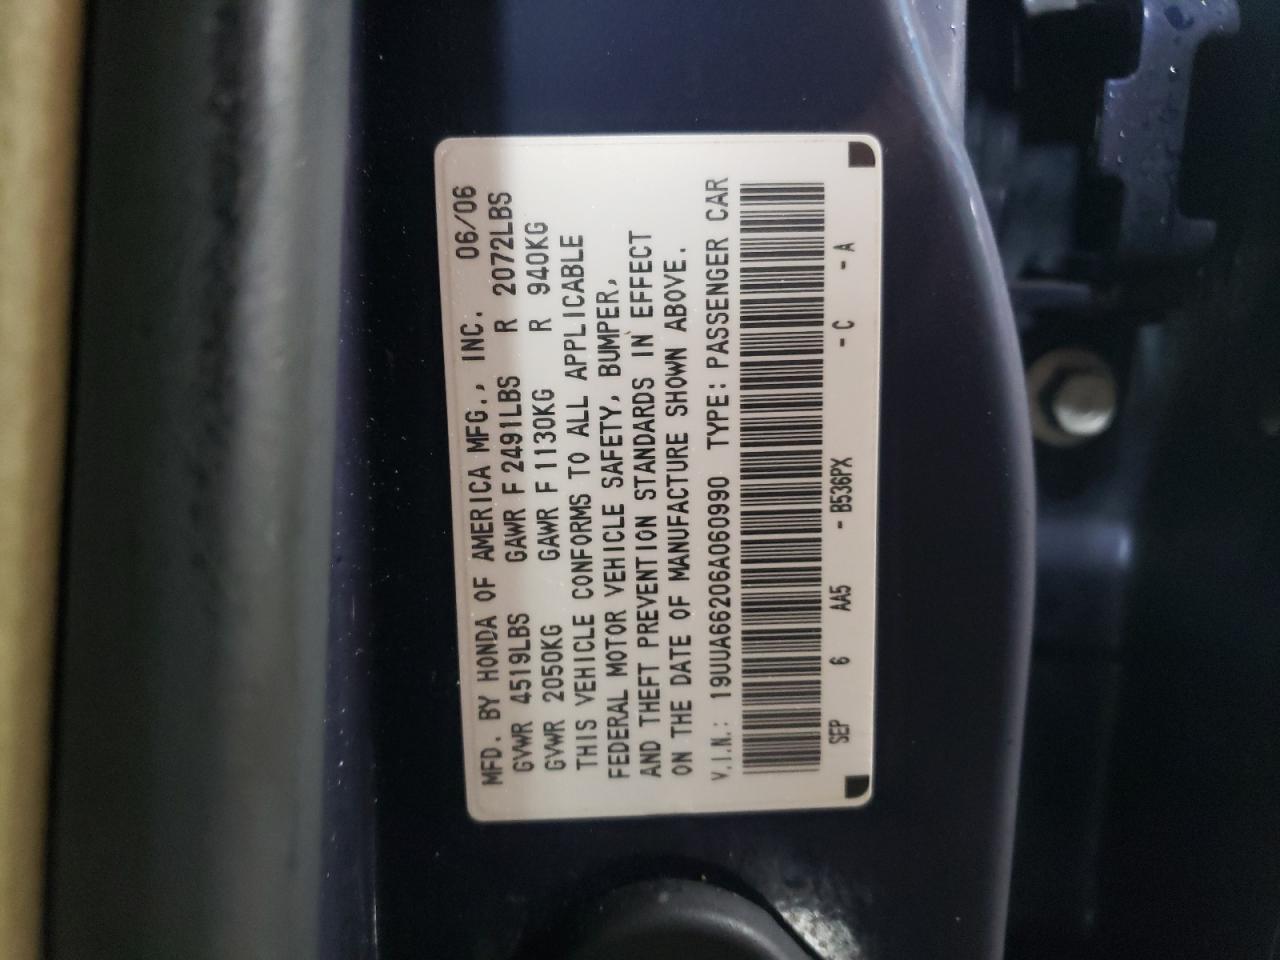 MFD. BY HONDA OF AMERICA MFG., INC. 06/06
GVWR 4519LBS GAWR F 2491LBS R 2072LBS
GVWR 2050KG GAWR F 1130KG R 940KG
THIS VEHICLE CONFORMS TO ALL APPLICABLE
FEDERAL MOTOR VEHICLE SAFETY, BUMPER,
AND THEFT PREVENTION STANDARDS IN EFFECT
ON THE DATE OF MANUFACTURE SHOWN ABOVE.
V.I.N.: 19UUA66206A060990 TYPE: PASSENGER CAR
SEP 6 AA5 - B536PX - C - A